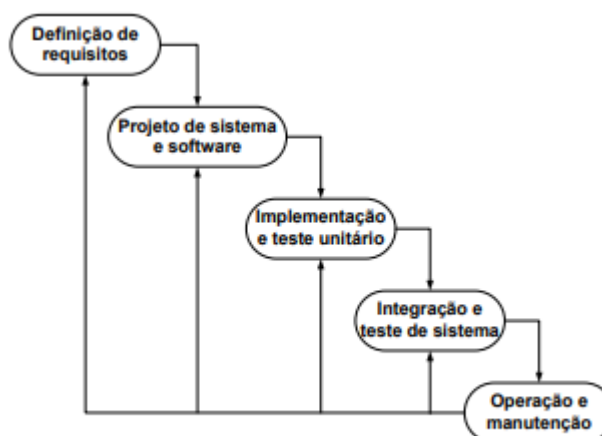 Definição de
requisitos
Projeto de sistema
e software
Implementação
e teste unitário
Integração e
teste de sistema
Operação e
manutenção